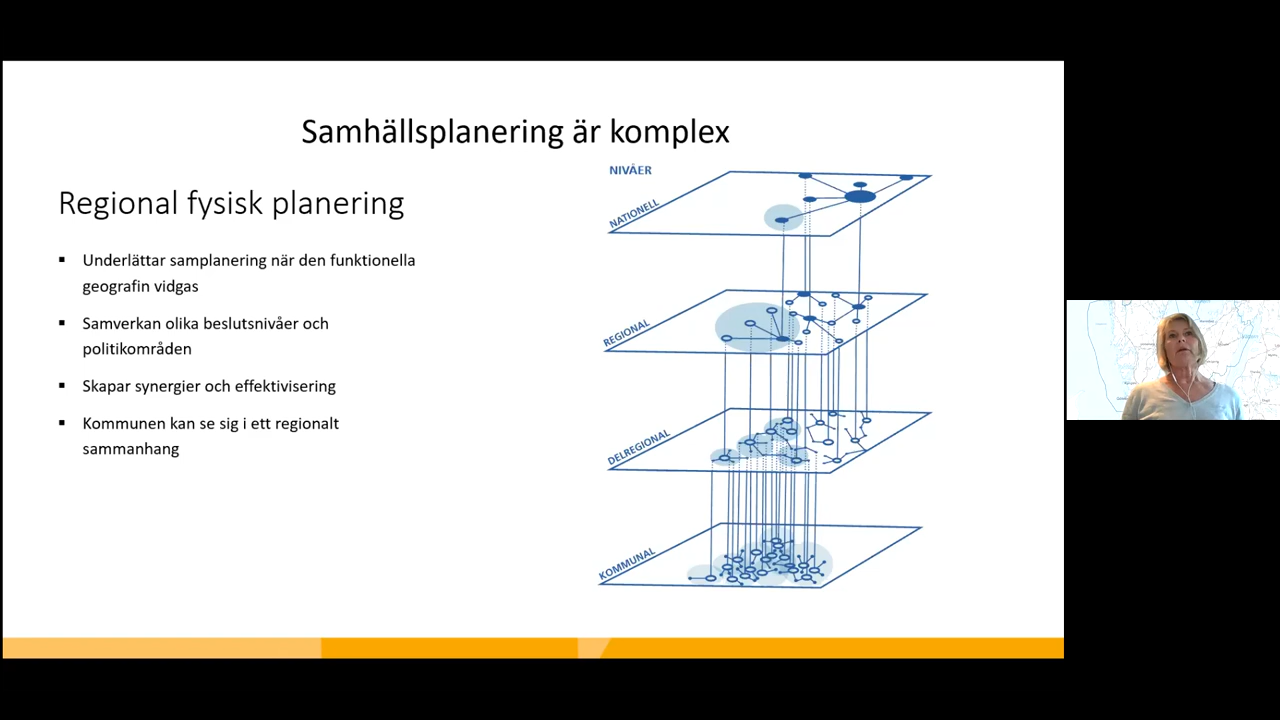 Samhällsplanering är komplex
Regional fysisk planering
▪ Underlättar samplanering när den funktionella
geografin vidgas
▪ Samverkan olika beslutsnivåer och
politikområden
▪ Skapar synergier och effektivisering
▪ Kommunen kan se sig i ett regionalt
sammanhang
NIVÅER
NATIONELL
REGIONAL
DELREGIONAL
KOMMUNAL